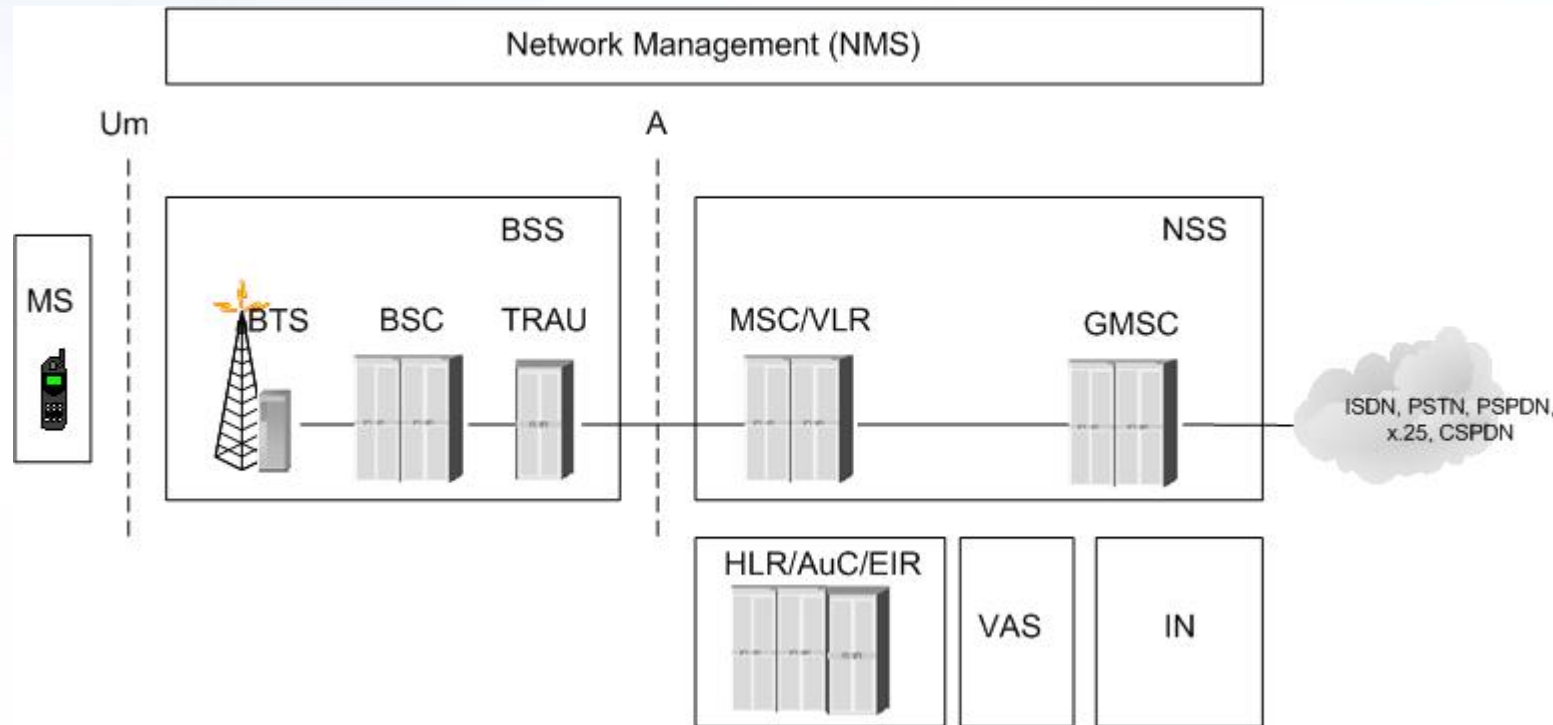 Network Management (NMS)
Um
A
BSS
NSS
MS
BTS
BSC
TRAU
MSC/VLR
GMSC
ISDN, PSTN, PSPDN,
x.25, CSPDN
HLR/AuC/EIR
VAS
IN